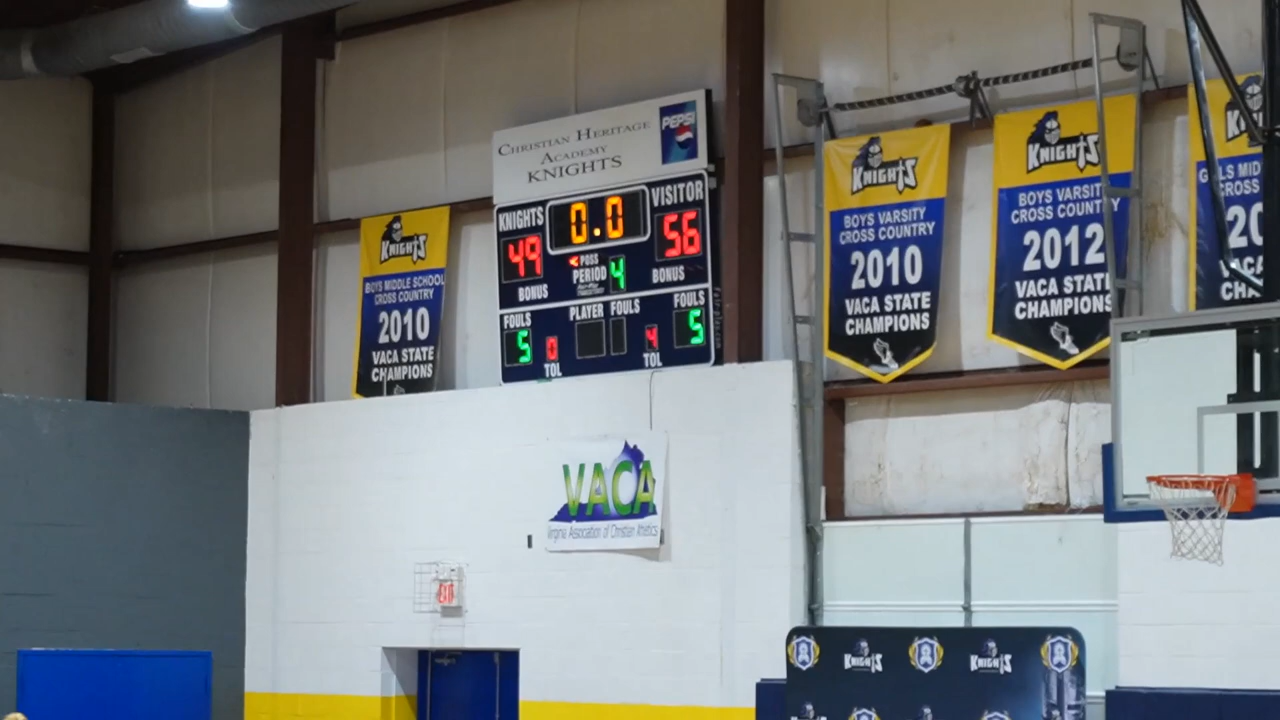 CHRISTIAN HERITAGE
ACADEMY
KNIGHTS
PEPSI
KNIGHTS
0.0
VISITOR
49
56
POSS
PERIOD 4
BONUS
BONUS
FOULS
PLAYER
FOULS
FOULS
5
0
4
5
TOL
TOL
KNIGHTS
BOYS MIDDLE SCHOOL
CROSS COUNTRY
2010
VACA STATE
CHAMPIONS
KNIGHTS
BOYS VARSITY
CROSS COUNTRY
2010
VACA STATE
CHAMPIONS
KNIGHTS
BOYS VARSITY
CROSS COUNTRY
2012
VACA STATE
CHAMPIONS
CROSS
VACA
Virginia Association of Christian Athletics
EXIT
KNIGHTS
KNIGHTS